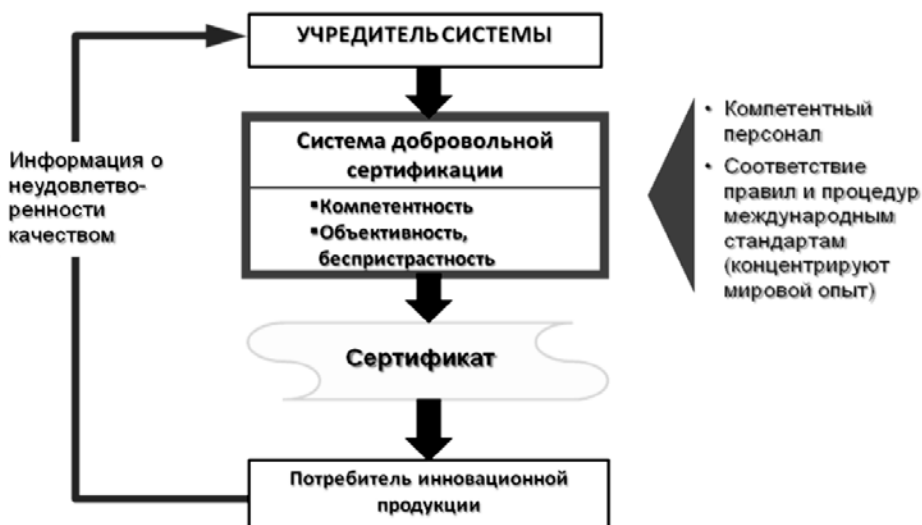 УЧРЕДИТЕЛЬ СИСТЕМЫ
Система добровольной
сертификации
▪Компетентность
▪Объективность,
беспристрастность
• Компетентный
персонал
• Соответствие
правил и процедур
международным
стандартам
(концентрируют
мировой опыт)
Информация о
неудовлетво-
ренности
качеством
Сертификат
Потребитель инновационной
продукции